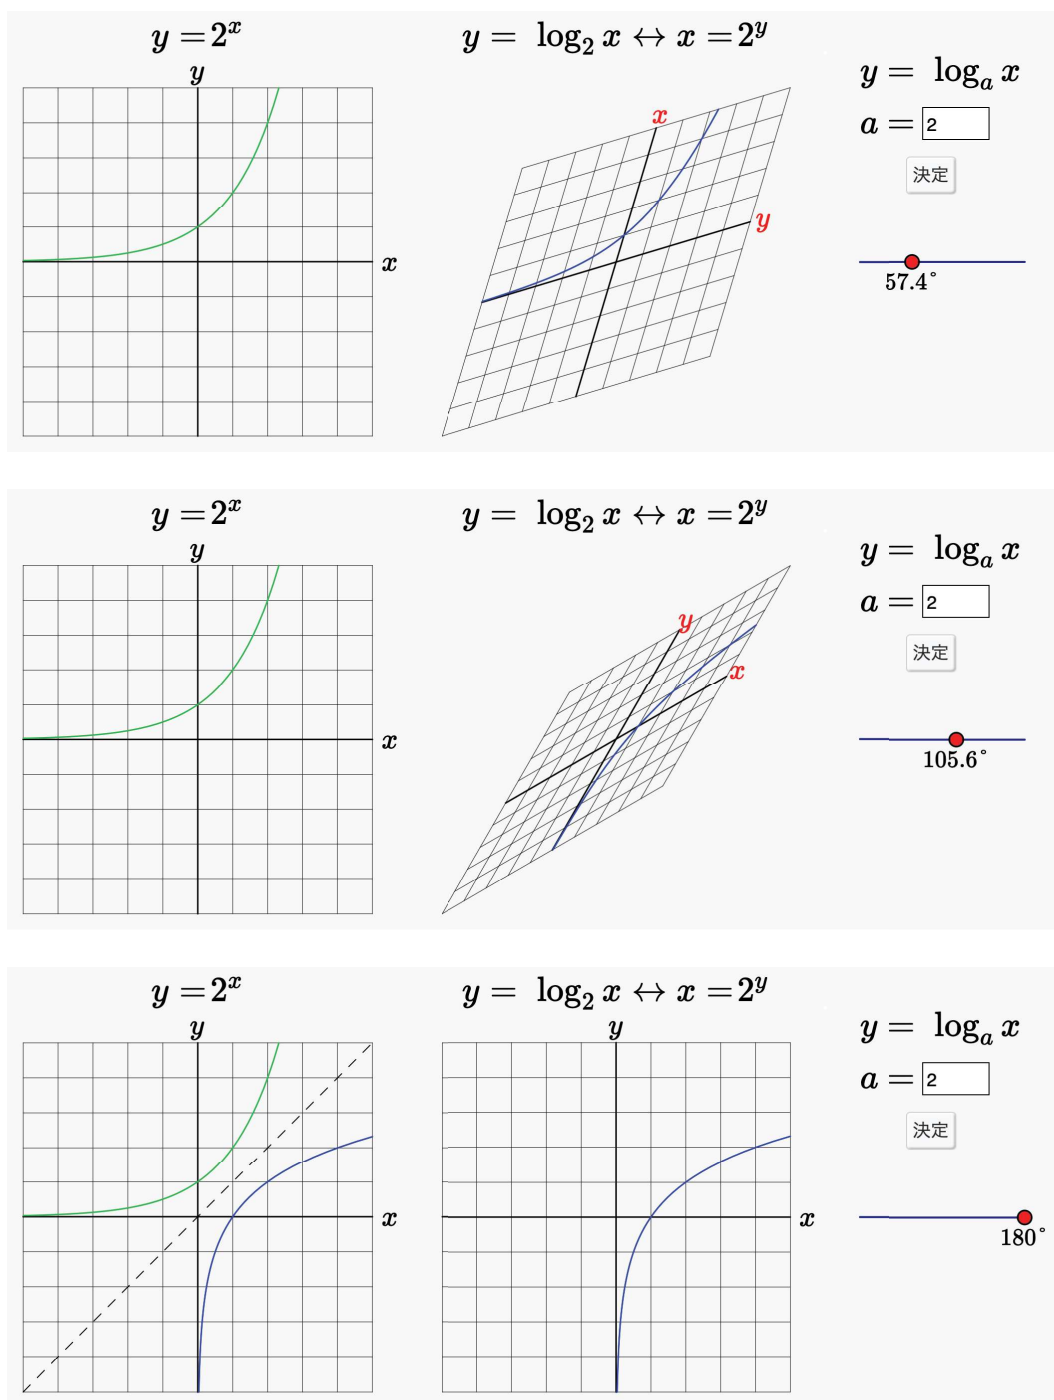 y = 2^x
y = log_2 x ↔ x = 2^y
y = log_a x
a = 2
決定
y
x
x
y
57.4°
y = 2^x
y = log_2 x ↔ x = 2^y
y = log_a x
a = 2
決定
y
x
y
x
105.6°
y = 2^x
y = log_2 x ↔ x = 2^y
y = log_a x
a = 2
決定
y
x
y
x
180°